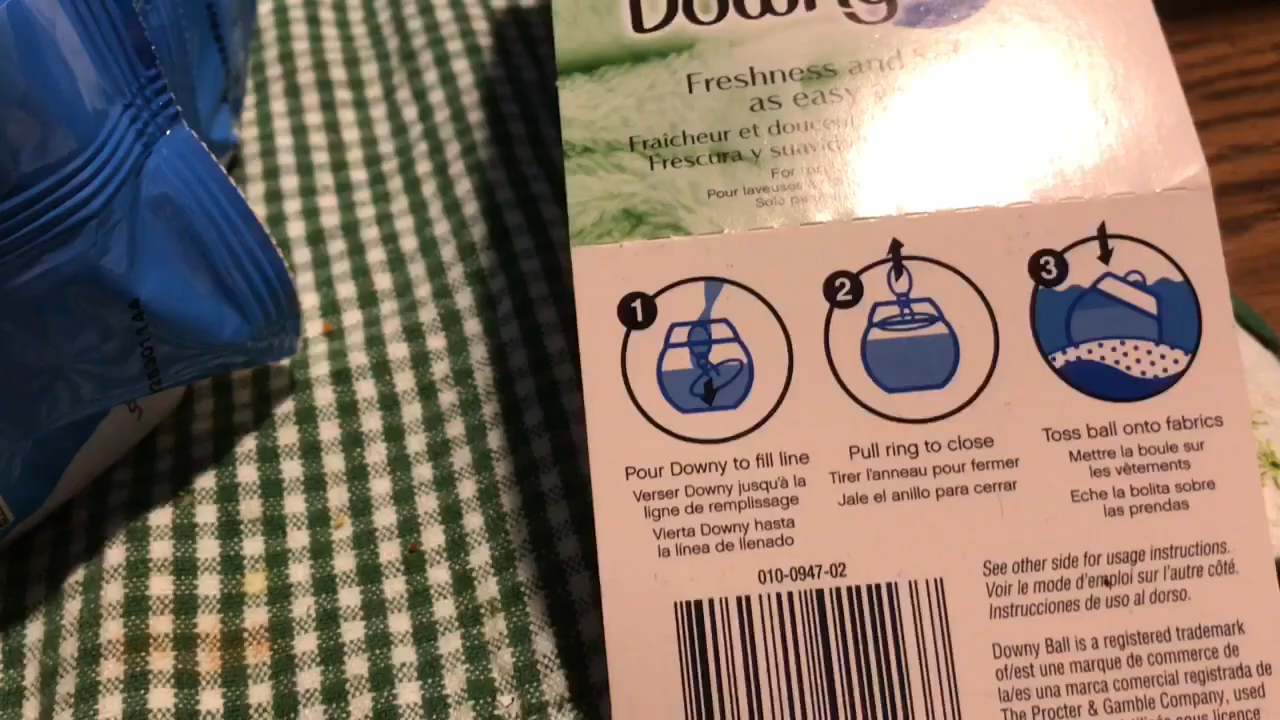 Downy
Freshness and
as easy
Fraîcheur et douceur
Frescura y
For
Pour laveuses
Solo
1
2
3
Pour Downy to fill line
Verser Downy jusqu'à la
ligne de remplissage
Vierta Downy hasta
la línea de llenado
Pull ring to close
Tirer l'anneau pour fermer
Jale el anillo para cerrar
Toss ball onto fabrics
Mettre la boule sur
les vêtements
Eche la bolita sobre
las prendas
010-0947-02
See other side for usage instructions.
Voir le mode d'emploi sur l'autre côté.
Instrucciones de uso al dorso.
Downy Ball is a registered trademark
of/est une marque de commerce de
la/es una marca comercial registrada de
The Procter & Gamble Company, used
sous licence